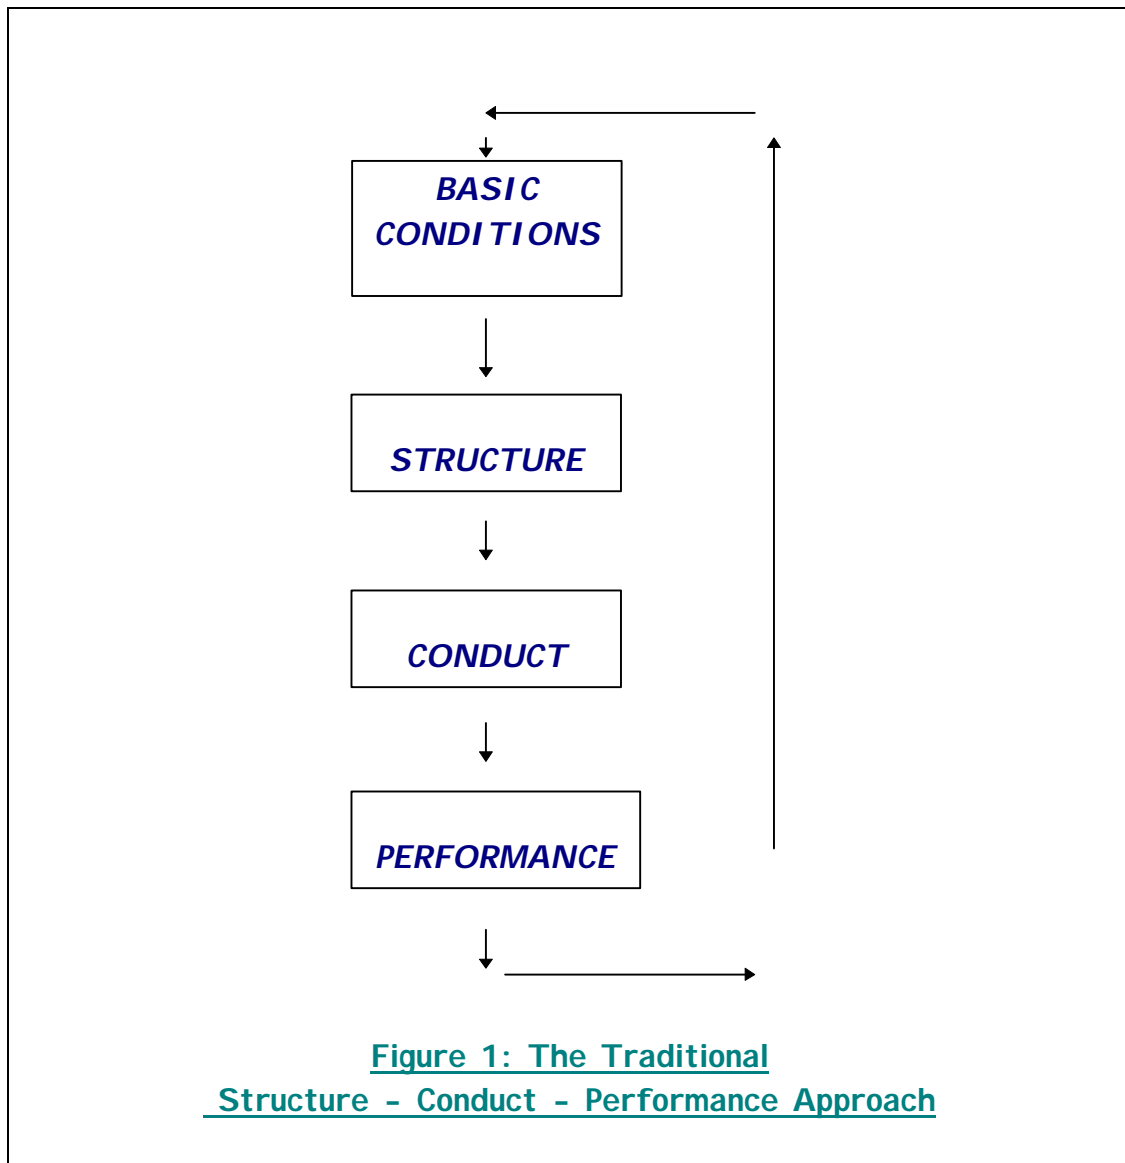 BASIC
CONDITIONS
STRUCTURE
CONDUCT
PERFORMANCE
Figure 1: The Traditional
Structure – Conduct – Performance Approach